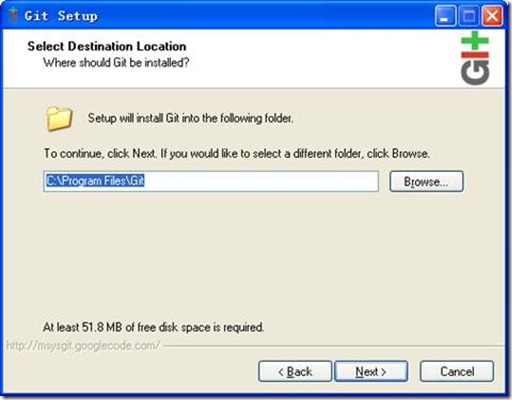 Git Setup
Select Destination Location
Where should Git be installed?
GIt
Setup will install Git into the following folder.
To continue, click Next. If you would like to select a different folder, click Browse.
C:\Program Files\Git
Browse...
At least 51.8 MB of free disk space is required.
http://msysgit.googlecode.com/
< Back
Next >
Cancel